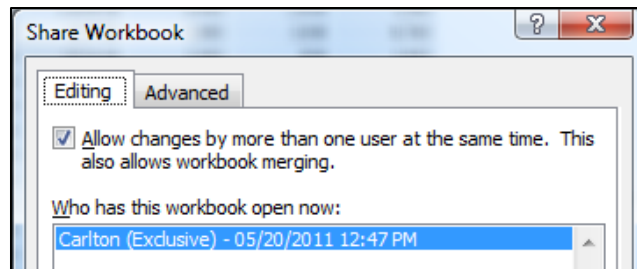 Share Workbook
?
Editing
Advanced
Allow changes by more than one user at the same time. This
also allows workbook merging.
Who has this workbook open now:
Carlton (Exclusive) - 05/20/2011 12:47 PM